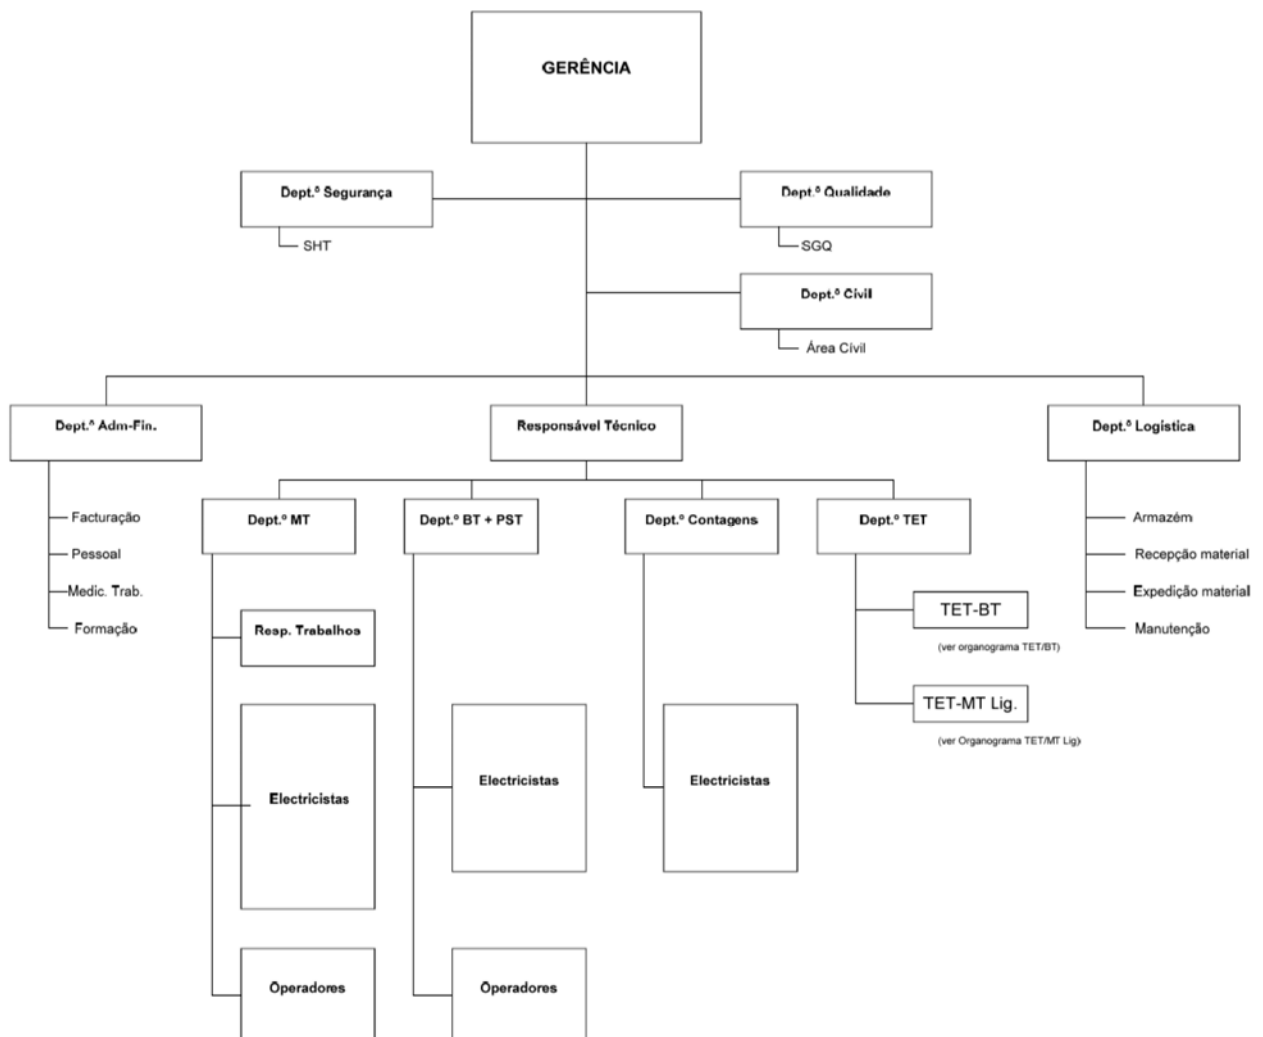 GERÊNCIA
Dept.º Segurança
Dept.º Qualidade
SHT
SGQ
Dept.º Civil
Área Cívil
Dept.º Adm-Fin.
Responsável Técnico
Dept.º Logistica
Facturação
Pessoal
Medic. Trab.
Formação
Dept.º MT
Dept.º BT + PST
Dept.º Contagens
Dept.º TET
Armazém
Recepção material
Expedição material
Manutenção
Resp. Trabalhos
TET-BT
(ver organograma TET/BT)
TET-MT Lig.
(ver Organograma TET/MT Lig)
Electricistas
Electricistas
Electricistas
Operadores
Operadores